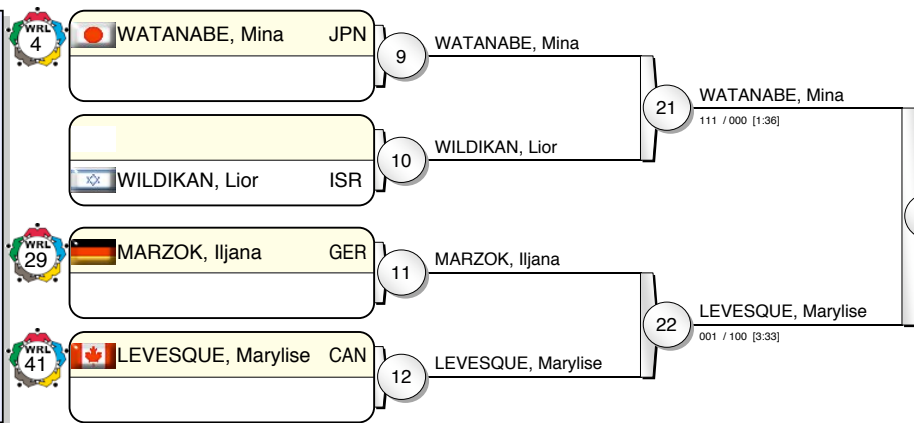 WRL
4
WATANABE, Mina JPN
9
WATANABE, Mina
21
WATANABE, Mina
111 / 000 [1:36]
10
WILDIKAN, Lior
WILDIKAN, Lior ISR
WRL
29
MARZOK, Iljana GER
11
MARZOK, Iljana
22
LEVESQUE, Marylise
001 / 100 [3:33]
WRL
41
LEVESQUE, Marylise CAN
12
LEVESQUE, Marylise